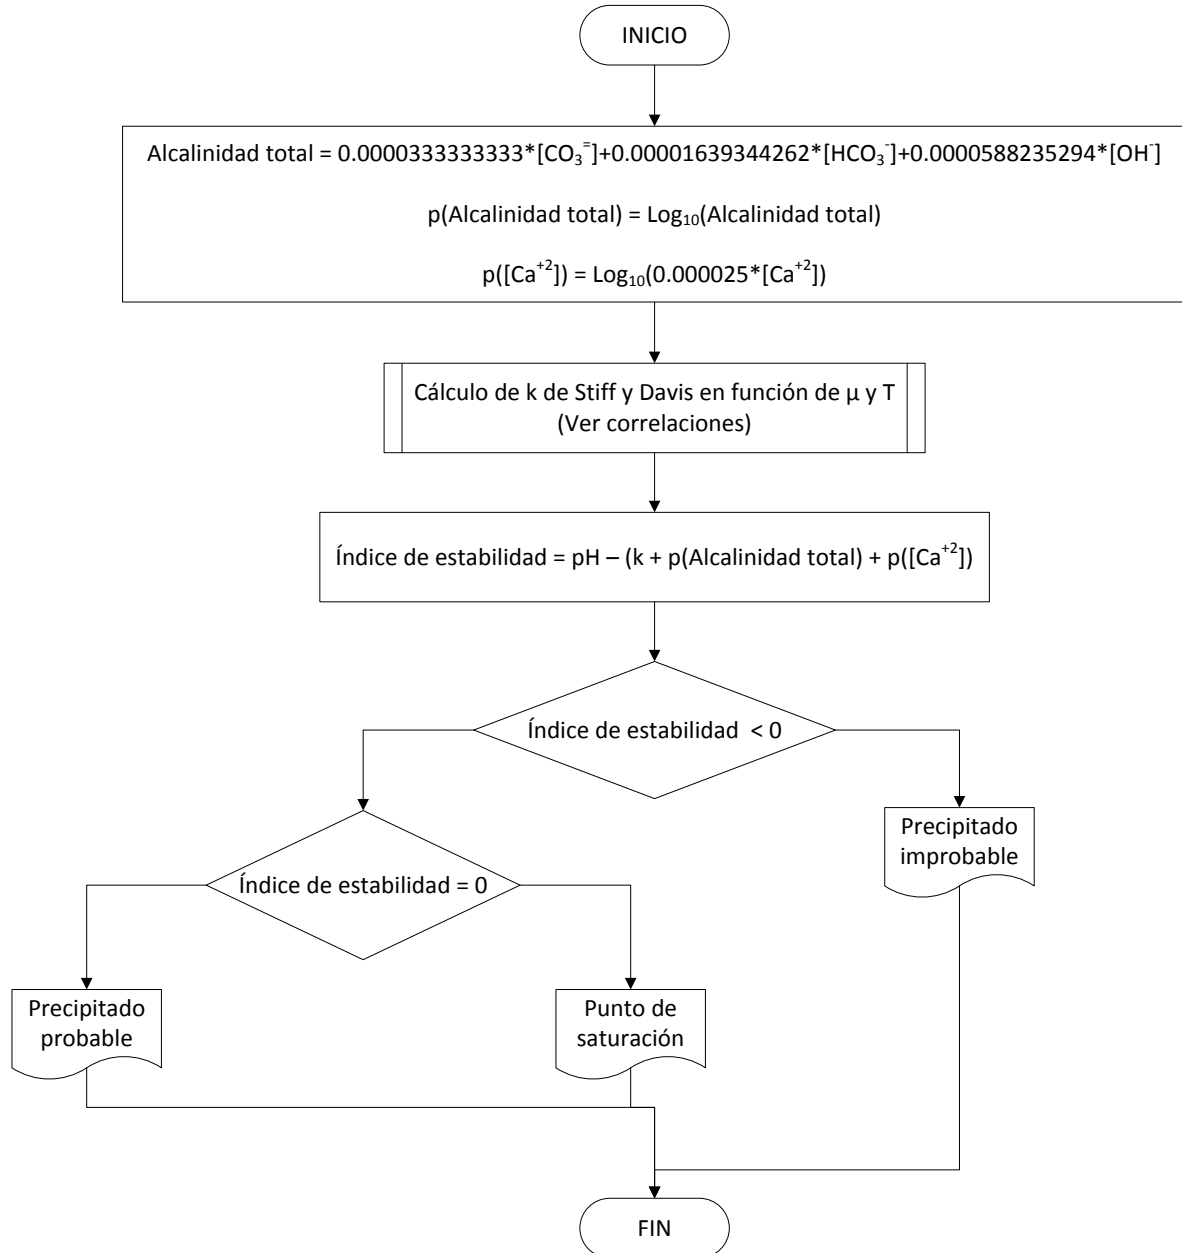 INICIO
Alcalinidad total = 0.0000333333333*[CO₃⁼]+0.00001639344262*[HCO₃⁻]+0.0000588235294*[OH⁻]
p(Alcalinidad total) = Log₁₀(Alcalinidad total)
p([Ca⁺²]) = Log₁₀(0.000025*[Ca⁺²])
Cálculo de k de Stiff y Davis en función de µ y T
(Ver correlaciones)
Índice de estabilidad = pH – (k + p(Alcalinidad total) + p([Ca⁺²])
Índice de estabilidad < 0
Precipitado
improbable
Índice de estabilidad = 0
Precipitado
probable
Punto de
saturación
FIN